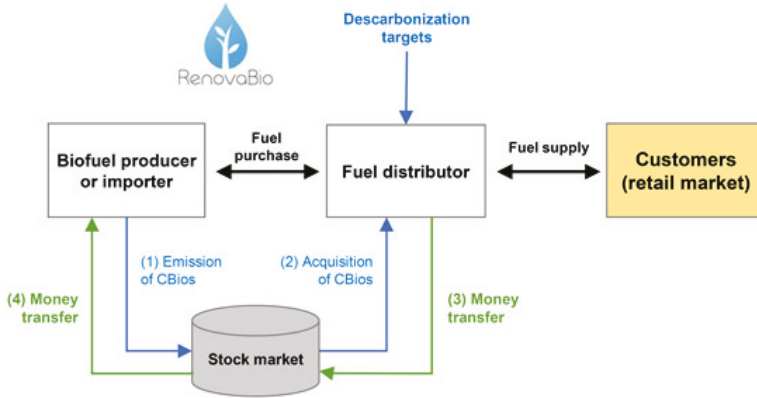 Descarbonization
targets
RenovaBio
Biofuel producer
or importer
Fuel
purchase
Fuel distributor
Fuel supply
Customers
(retail market)
(1) Emission
of CBios
(2) Acquisition
of CBios
(4) Money
transfer
(3) Money
transfer
Stock market